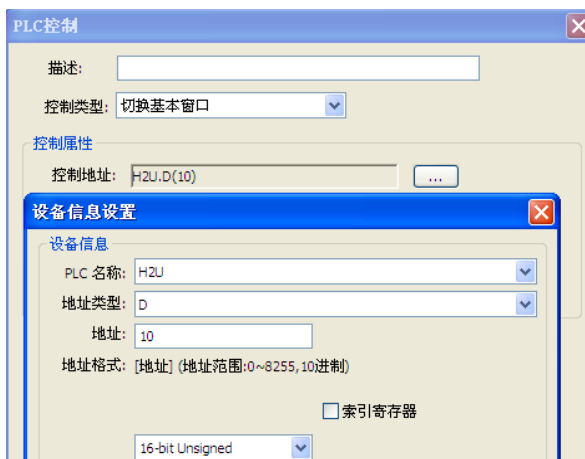 PLC控制
描述:
控制类型: 切换基本窗口
控制属性
控制地址: H2U.D(10) ...
设备信息设置
设备信息
PLC 名称: H2U
地址类型: D
地址: 10
地址格式: [地址] (地址范围:0~8255,10进制)
索引寄存器
16-bit Unsigned